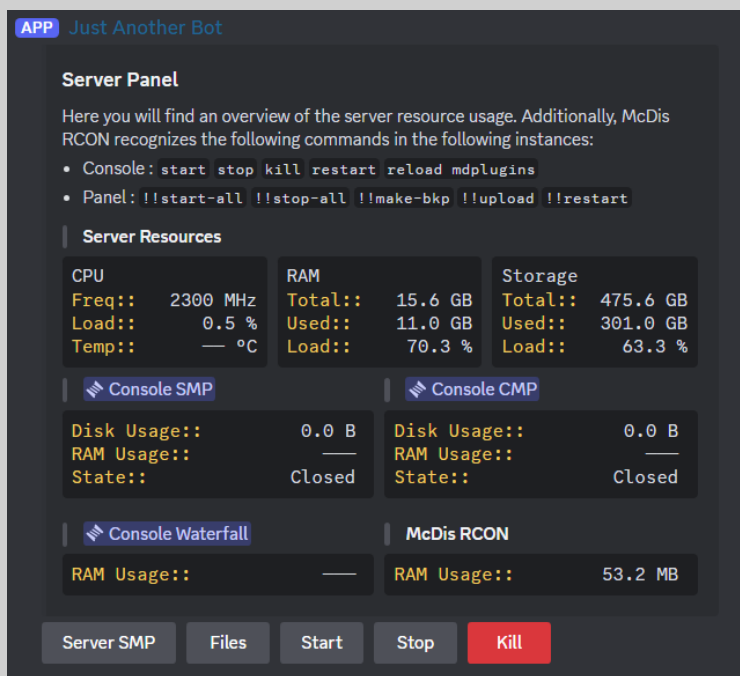 APP Just Another Bot
Server Panel
Here you will find an overview of the server resource usage. Additionally, McDis
RCON recognizes the following commands in the following instances:
• Console : start stop kill restart reload mdplugins
• Panel : !!start-all !!stop-all !!make-bkp !!upload !!restart
Server Resources
CPU
Freq:: 2300 MHz
Load:: 0.5 %
Temp:: —— ºC
RAM
Total:: 15.6 GB
Used:: 11.0 GB
Load:: 70.3 %
Storage
Total:: 475.6 GB
Used:: 301.0 GB
Load:: 63.3 %
Console SMP
Disk Usage:: 0.0 B
RAM Usage:: ———
State:: Closed
Console CMP
Disk Usage:: 0.0 B
RAM Usage:: ———
State:: Closed
Console Waterfall
RAM Usage:: ———
McDis RCON
RAM Usage:: 53.2 MB
Server SMP Files Start Stop Kill